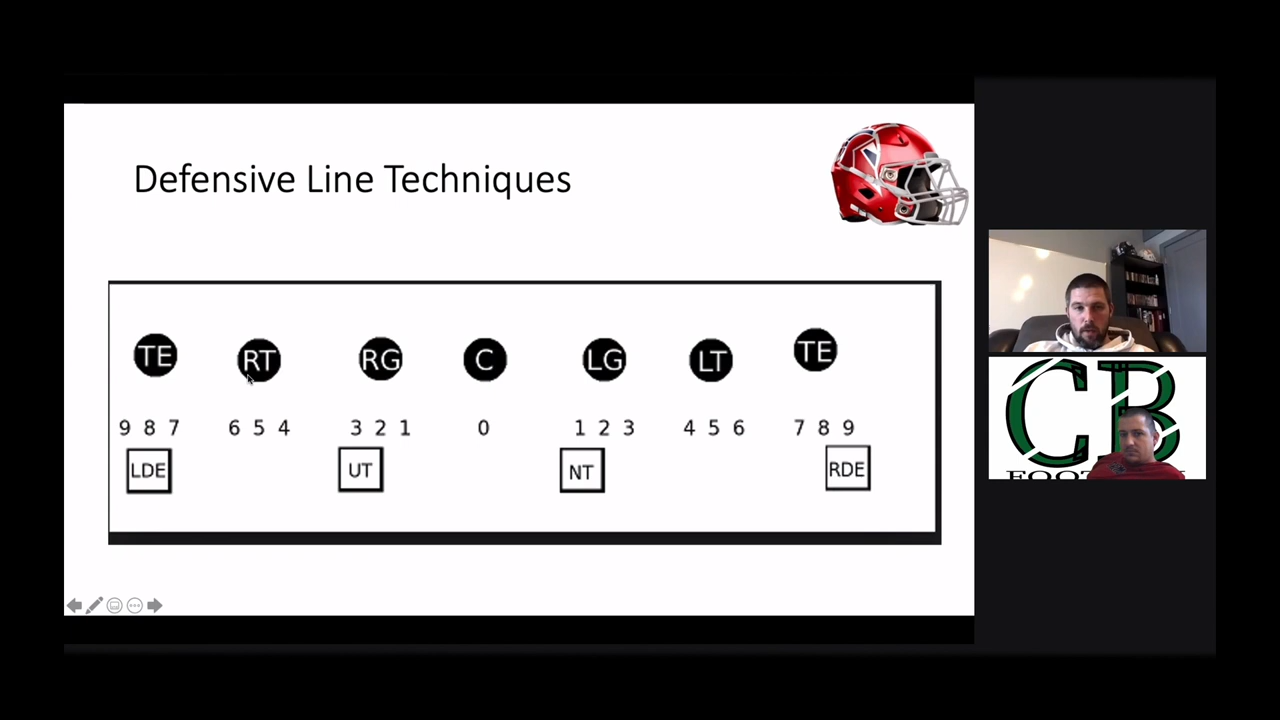 Defensive Line Techniques
TE RT RG C LG LT TE
9 8 7 6 5 4 3 2 1 0 1 2 3 4 5 6 7 8 9
LDE UT NT RDE
CB